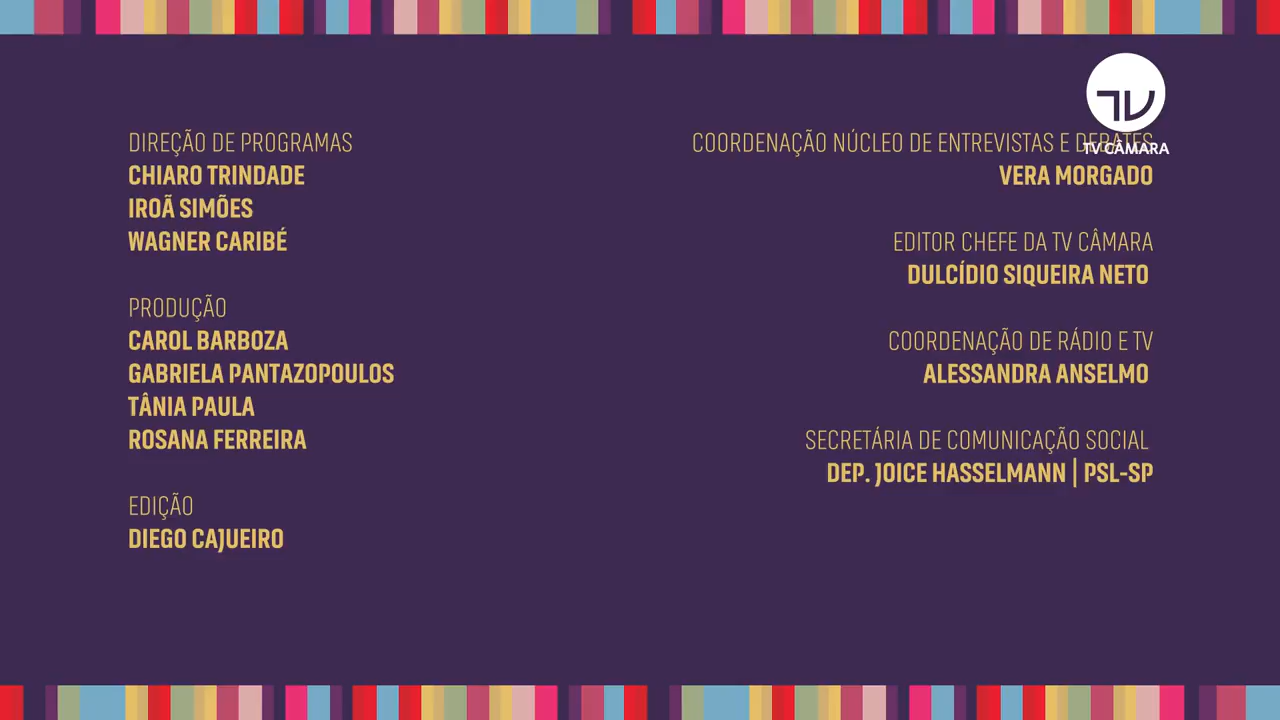 DIREÇÃO DE PROGRAMAS
CHIARO TRINDADE
IROÃ SIMÕES
WAGNER CARIBÉ
PRODUÇÃO
CAROL BARBOZA
GABRIELA PANTAZOPOULOS
TÂNIA PAULA
ROSANA FERREIRA
EDIÇÃO
DIEGO CAJUEIRO
COORDENAÇÃO NÚCLEO DE ENTREVISTAS E DEBATES
VERA MORGADO
EDITOR CHEFE DA TV CÂMARA
DULCÍDIO SIQUEIRA NETO
COORDENAÇÃO DE RÁDIO E TV
ALESSANDRA ANSELMO
SECRETÁRIA DE COMUNICAÇÃO SOCIAL
DEP. JOICE HASSELMANN | PSL-SP
TV
TV CÂMARA